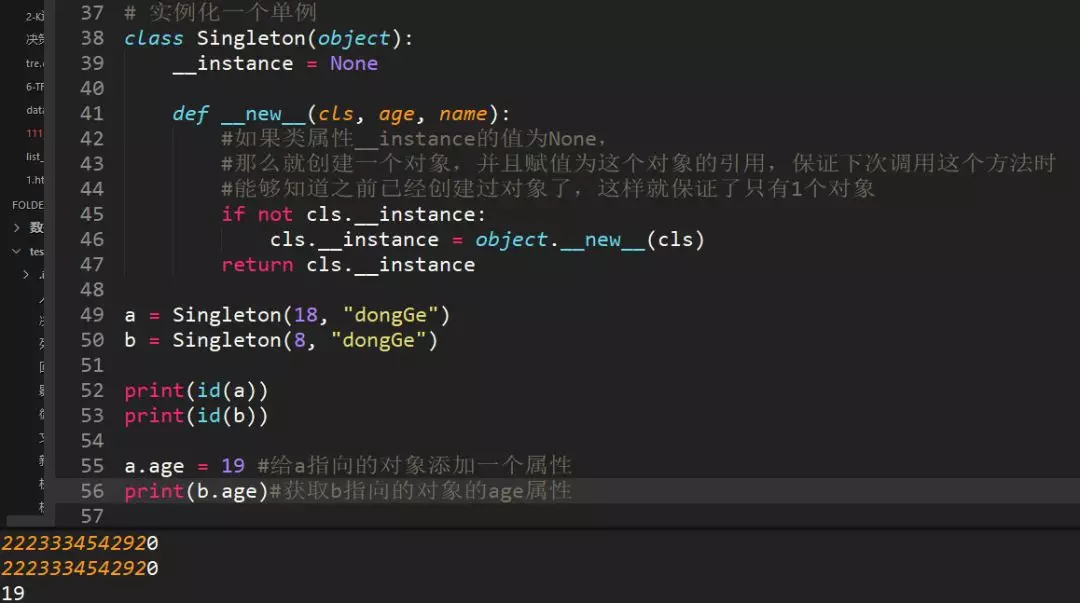 2-Ki
决策
tre.
6-TF
data
111
list_
1.ht
FOLDE
数
tes
37 # 实例化一个单例
38 class Singleton(object):
39 __instance = None
40
41 def __new__(cls, age, name):
42 #如果类属性__instance的值为None,
43 #那么就创建一个对象，并且赋值为这个对象的引用，保证下次调用这个方法时
44 #能够知道之前已经创建过对象了，这样就保证了只有1个对象
45 if not cls.__instance:
46 cls.__instance = object.__new__(cls)
47 return cls.__instance
48
49 a = Singleton(18, "dongGe")
50 b = Singleton(8, "dongGe")
51
52 print(id(a))
53 print(id(b))
54
55 a.age = 19 #给a指向的对象添加一个属性
56 print(b.age)#获取b指向的对象的age属性
57
2223334542920
2223334542920
19